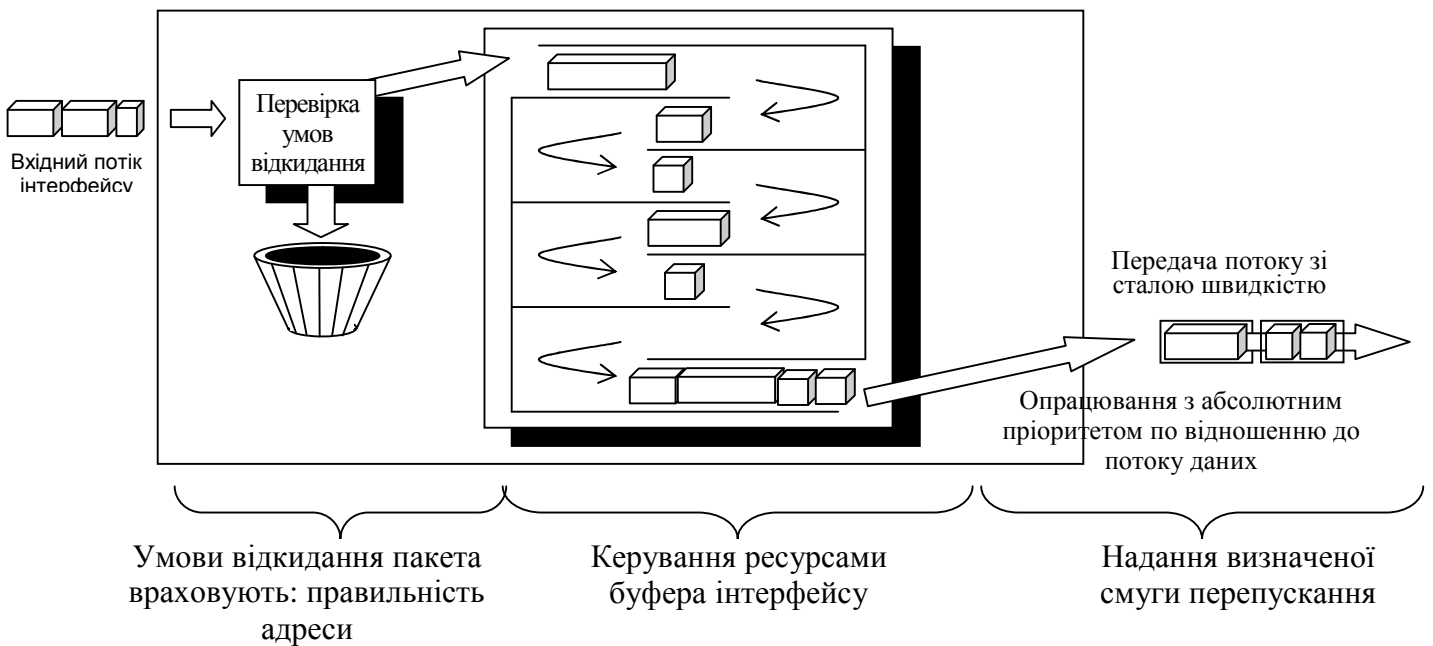 Вхідний потік
інтерфейсу
Перевірка
умов
відкидання
Передача потоку зі
сталою швидкістю
Опрацювання з абсолютним
пріоритетом по відношенню до
потоку даних
Умови відкидання пакета
враховують: правильність
адреси
Керування ресурсами
буфера інтерфейсу
Надання визначеної
смуги перепускання